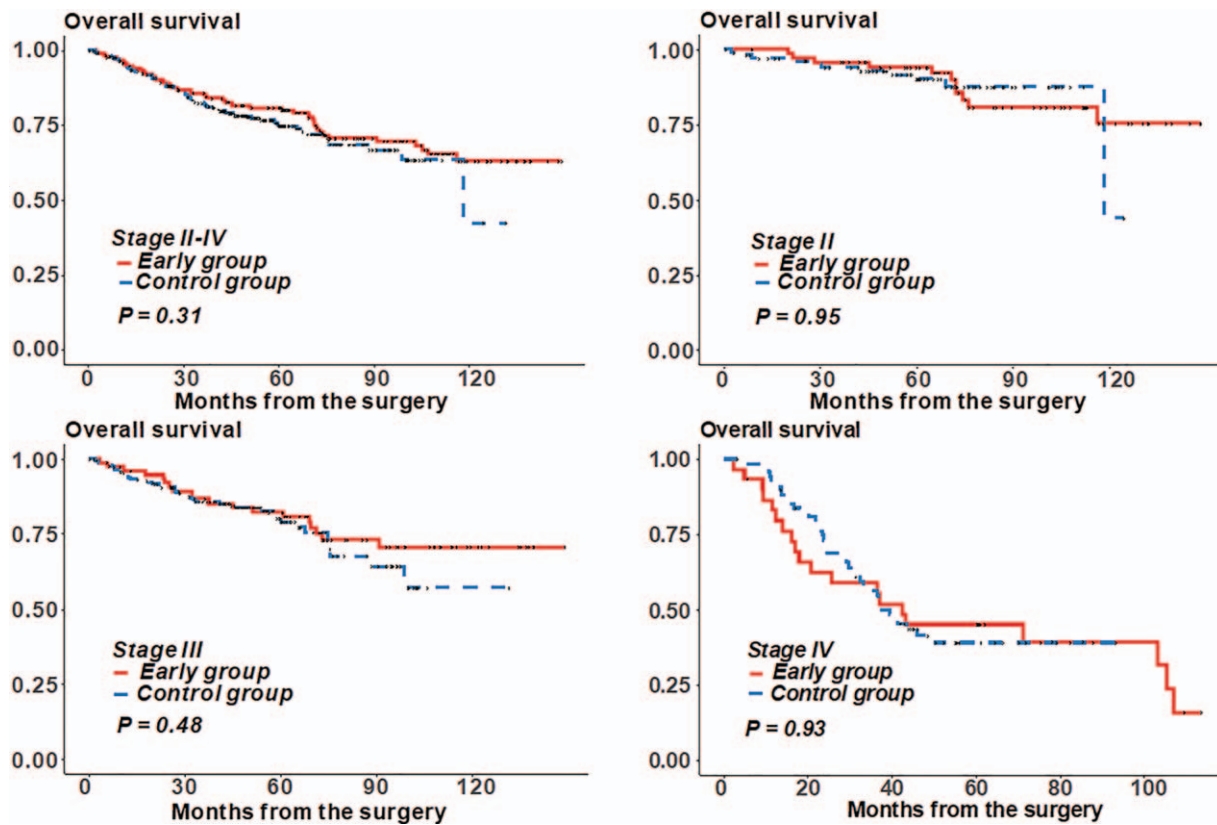 Overall survival
1.00
0.75
0.50
0.25
0.00
Stage II-IV
Early group
Control group
P = 0.31
0 30 60 90 120
Months from the surgery
Overall survival
1.00
0.75
0.50
0.25
0.00
Stage II
Early group
Control group
P = 0.95
0 30 60 90 120
Months from the surgery
Overall survival
1.00
0.75
0.50
0.25
0.00
Stage III
Early group
Control group
P = 0.48
0 30 60 90 120
Months from the surgery
Overall survival
1.00
0.75
0.50
0.25
0.00
Stage IV
Early group
Control group
P = 0.93
0 20 40 60 80 100
Months from the surgery